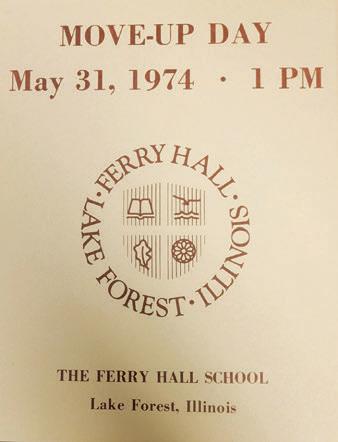 MOVE-UP DAY
May 31, 1974 · 1 PM
· FERRY HALL ·
LAKE FOREST · ILLINOIS
THE FERRY HALL SCHOOL
Lake Forest, Illinois